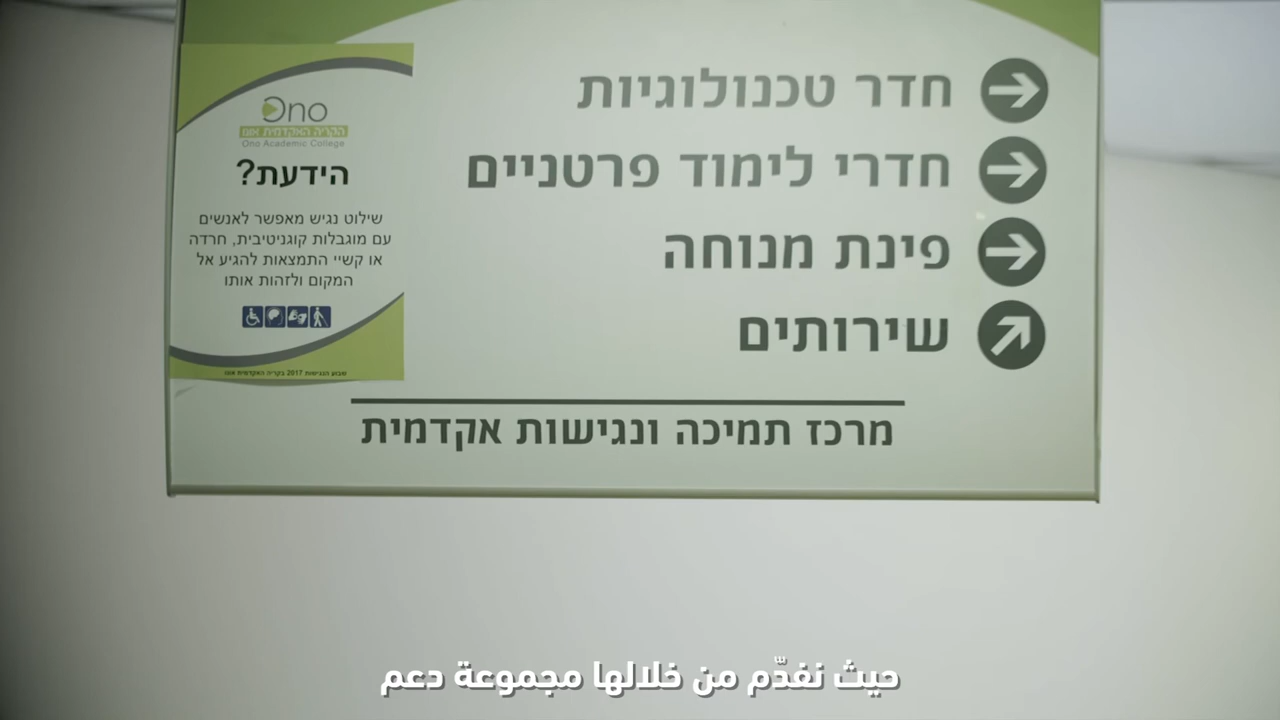 חדר טכנולוגיות
חדרי לימוד פרטניים
פינת מנוחה
שירותים
מרכז תמיכה ונגישות אקדמית
Ono
הקריה האקדמית אונו
Ono Academic College
הידעת?
שילוט נגיש מאפשר לאנשים
עם מוגבלות קוגניטיבית, חרדה
או קשיי התמצאות להגיע אל
המקום ולזהות אותו
שבוע הנגישות 2017 בקריה האקדמית אונו
حيث نفدّم من خلالها مجموعة دعم